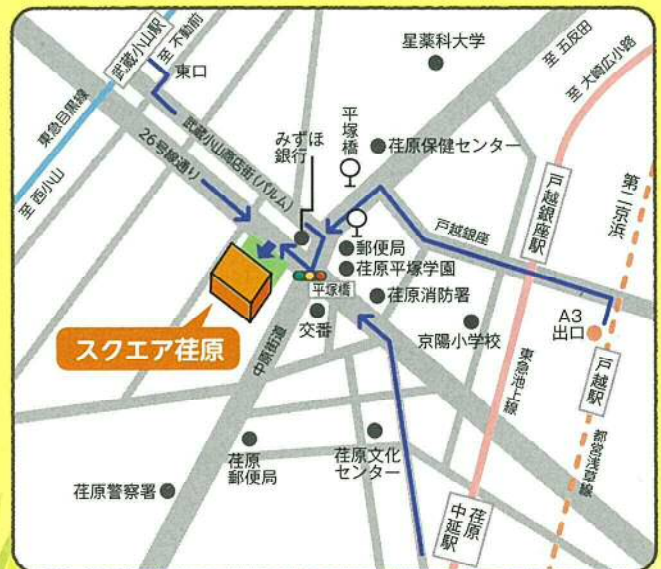 武蔵小山駅
至 不動前
東口
東急目黒線
至 西小山
26号線通り
武蔵小山商店街(パルム)
みずほ
銀行
平塚橋
星薬科大学
至 五反田
至 大崎広小路
荏原保健センター
戸越銀座駅
第二京浜
戸越銀座
郵便局
荏原平塚学園
平塚橋
荏原消防署
交番
京陽小学校
A3
出口
戸越駅
東急池上線
都営浅草線
スクエア荏原
中原街道
荏原
郵便局
荏原文化
センター
荏原警察署
荏原
中延駅